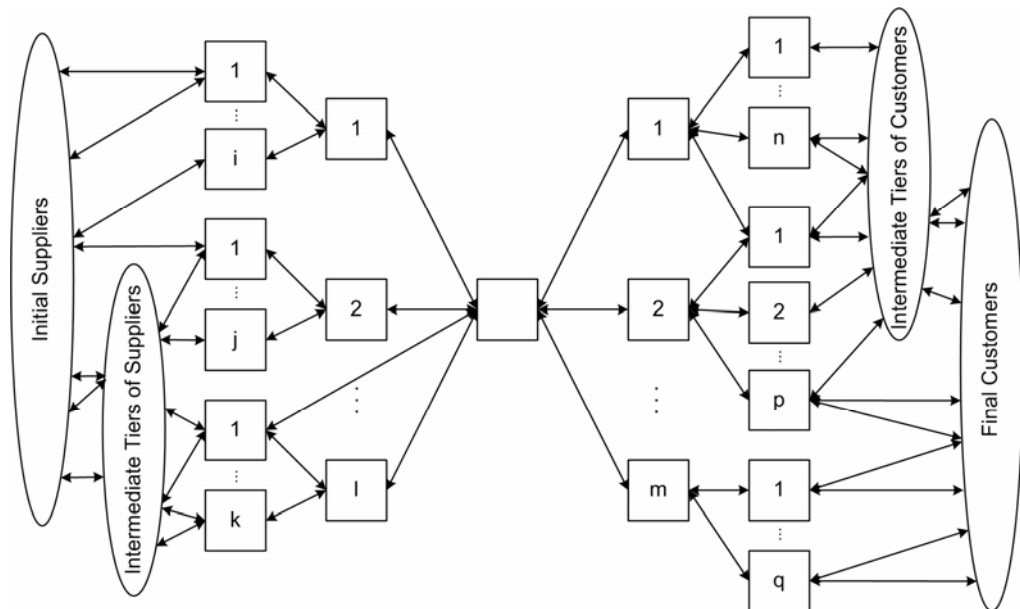 Initial Suppliers
Intermediate Tiers of Suppliers
1
i
1
j
1
k
1
2
l
1
2
m
1
n
1
2
p
1
q
Intermediate Tiers of Customers
Final Customers